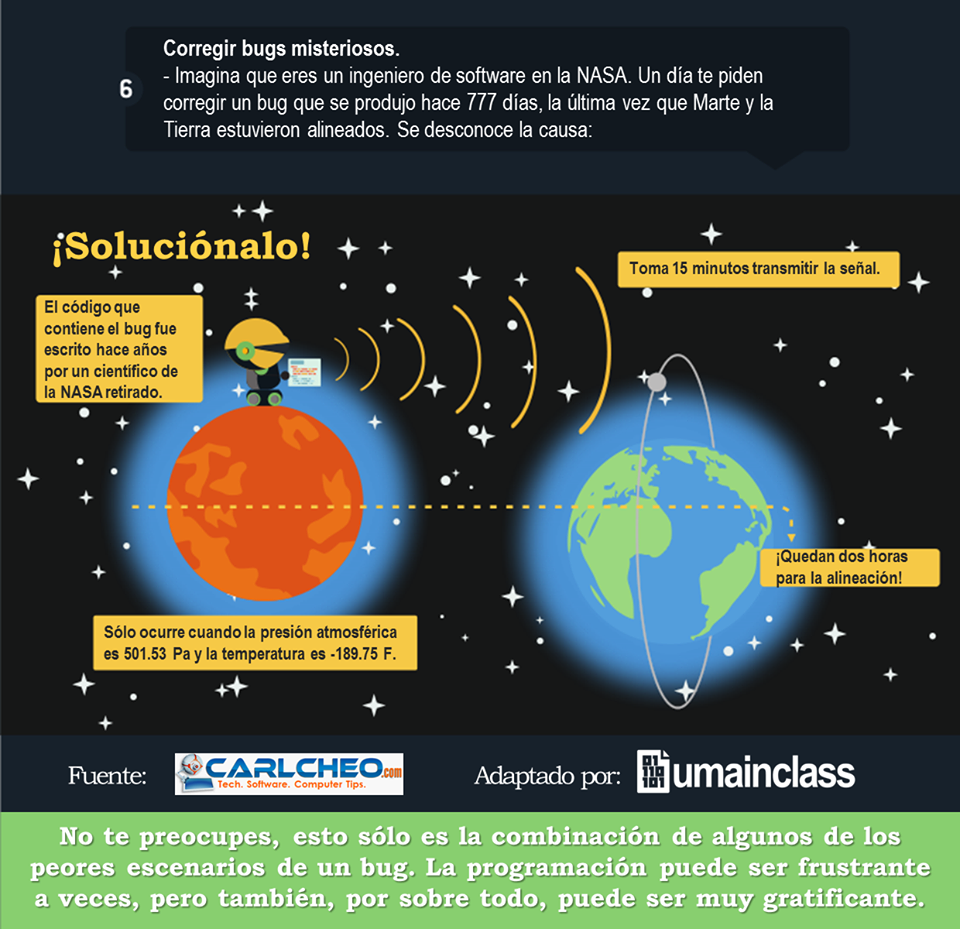 Corregir bugs misteriosos.
- Imagina que eres un ingeniero de software en la NASA. Un día te piden
6
corregir un bug que se produjo hace 777 días, la última vez que Marte y la
Tierra estuvieron alineados. Se desconoce la causa:
¡Soluciónalo!
Toma 15 minutos transmitir la señal.
El código que
contiene el bug fue
escrito hace años
por un científico de
la NASA retirado.
¡Quedan dos horas
para la alineación!
Sólo ocurre cuando la presión atmosférica
es 501.53 Pa y la temperatura es -189.75 F.
Fuente:
CARLCHEO.com
Tech. Software. Computer Tips.
Adaptado por:
umainclass
No te preocupes, esto sólo es la combinación de algunos de los
peores escenarios de un bug. La programación puede ser frustrante
a veces, pero también, por sobre todo, puede ser muy gratificante.